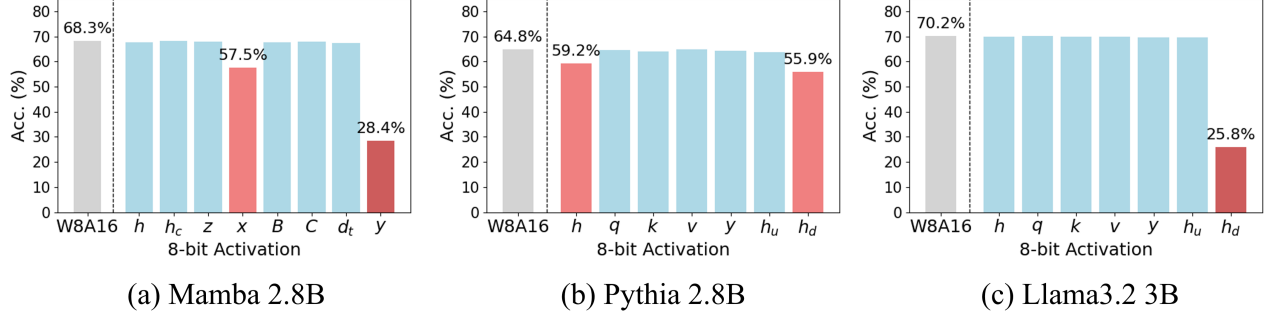 80
70
60
50
40
30
20
10
0
Acc. (%)
68.3%
57.5%
28.4%
W8A16 h h_c z x B C d_t y
8-bit Activation
(a) Mamba 2.8B
80
70
60
50
40
30
20
10
0
Acc. (%)
64.8%
59.2%
55.9%
W8A16 h q k v y h_u h_d
8-bit Activation
(b) Pythia 2.8B
80
70
60
50
40
30
20
10
0
Acc. (%)
70.2%
25.8%
W8A16 h q k v y h_u h_d
8-bit Activation
(c) Llama3.2 3B